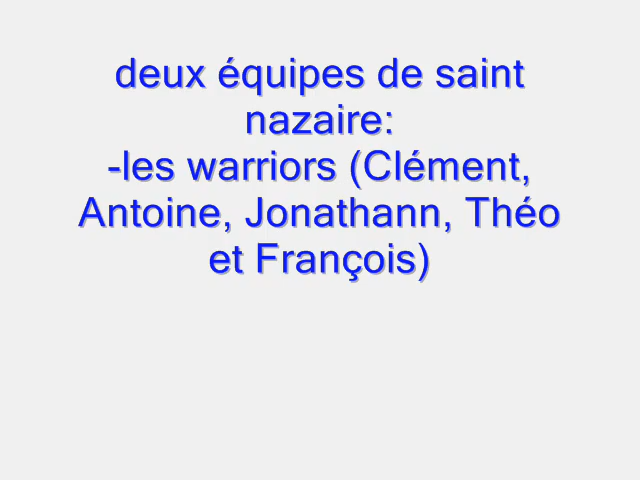 deux équipes de saint
nazaire:
-les warriors (Clément,
Antoine, Jonathann, Théo
et François)